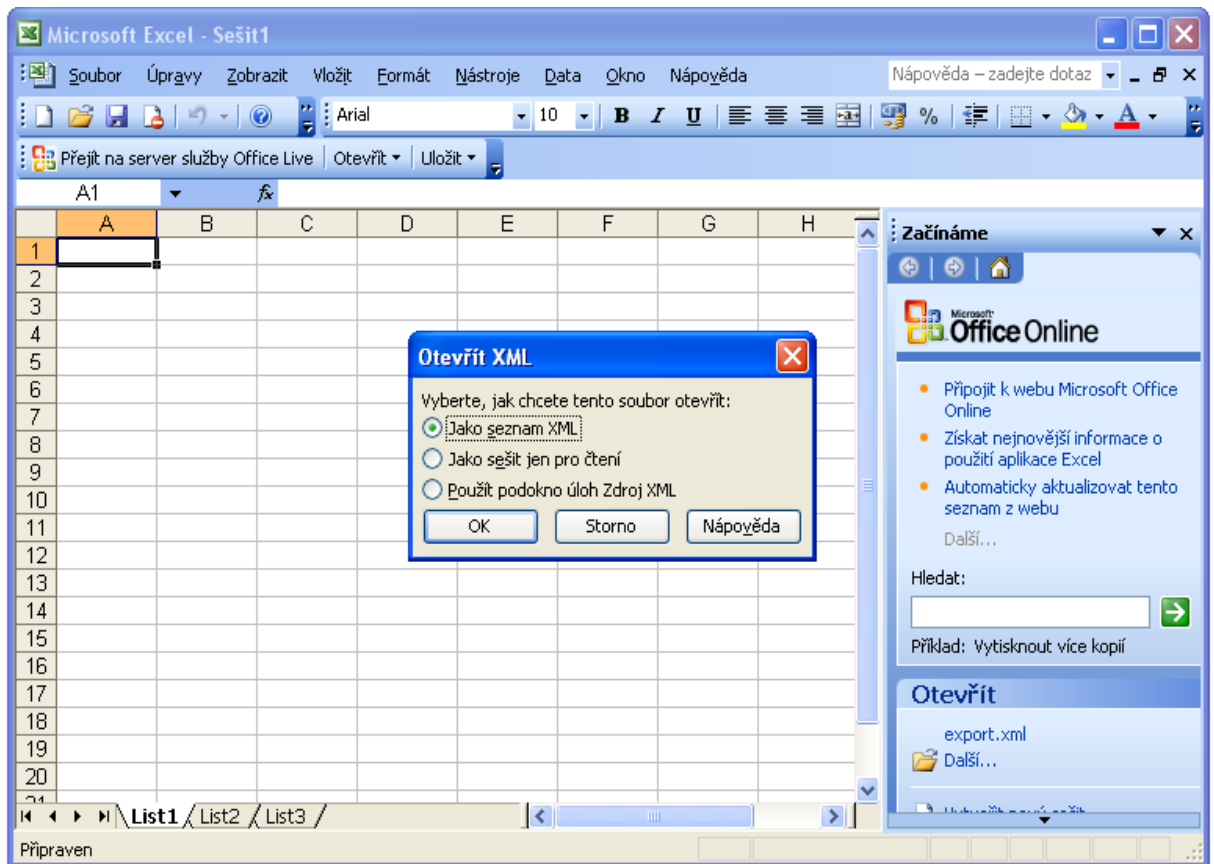 Microsoft Excel - Sešit1
Soubor Úpravy Zobrazit Vložit Formát Nástroje Data Okno Nápověda Nápověda – zadejte dotaz
Arial 10 B I U %
Přejít na server služby Office Live Otevřít Uložit
A1 fx
A B C D E F G H
1
2
3
4
5
6
7
8
9
10
11
12
13
14
15
16
17
18
19
20
21
Otevřít XML
Vyberte, jak chcete tento soubor otevřít:
Jako seznam XML
Jako sešit jen pro čtení
Použít podokno úloh Zdroj XML
OK Storno Nápověda
Začínáme
Microsoft
Office Online
Připojit k webu Microsoft Office
Online
Získat nejnovější informace o
použití aplikace Excel
Automaticky aktualizovat tento
seznam z webu
Další...
Hledat:
Příklad: Vytisknout více kopií
Otevřít
export.xml
Další...
Vytvořit nový sešit
List1 List2 List3
Připraven